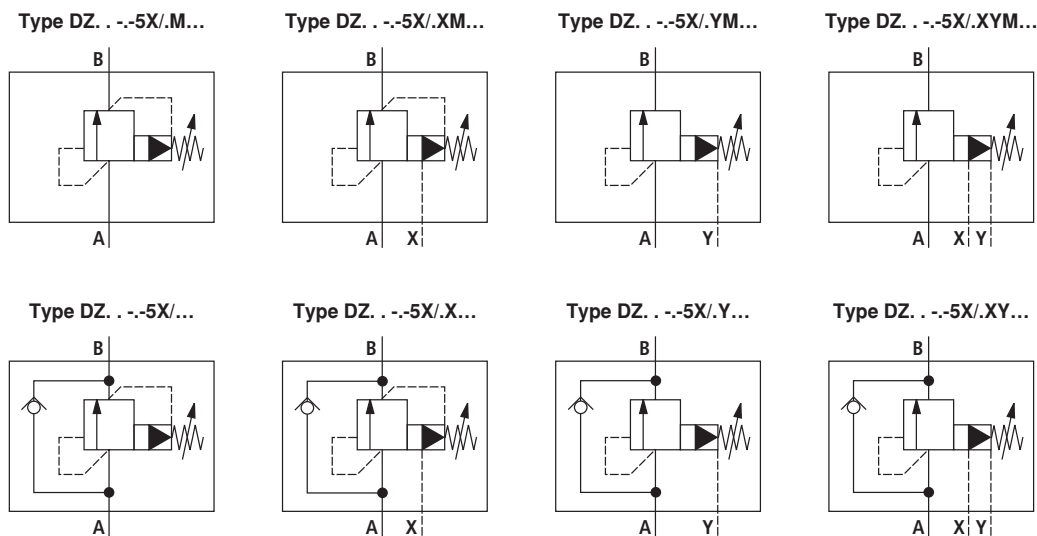 Type DZ. . -.-5X/.M...
Type DZ. . -.-5X/.XM...
Type DZ. . -.-5X/.YM...
Type DZ. . -.-5X/.XYM...
B
B
B
B
A
A X
A Y
A X Y
Type DZ. . -.-5X/...
Type DZ. . -.-5X/.X...
Type DZ. . -.-5X/.Y...
Type DZ. . -.-5X/.XY...
B
B
B
B
A
A X
A Y
A X Y